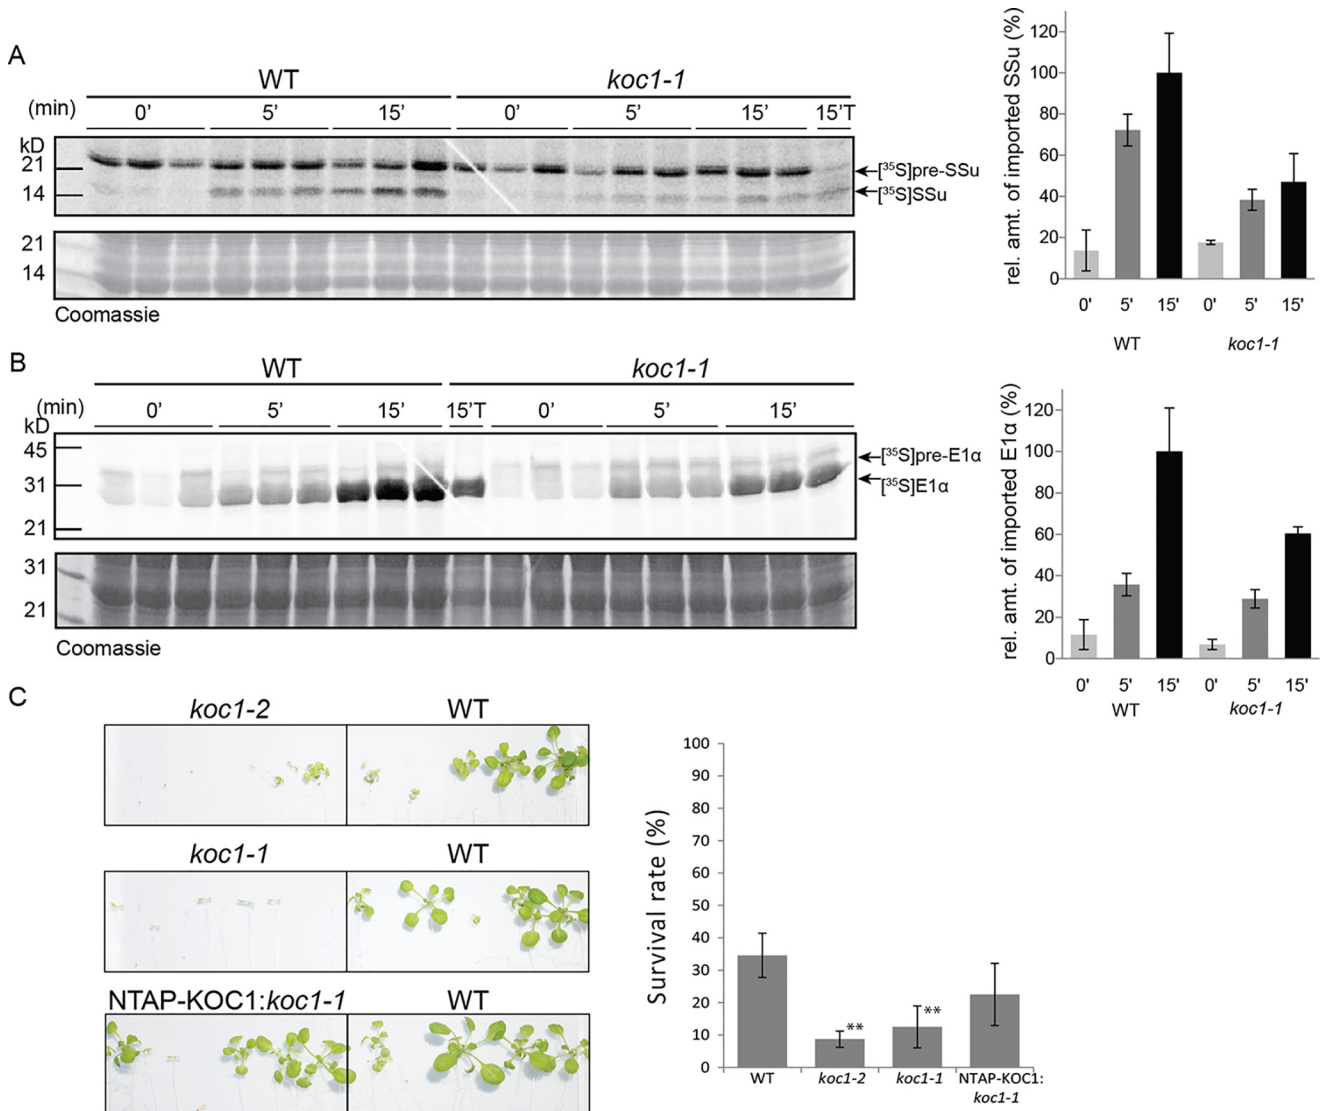 A
WT
koc1-1
(min)
0' 5' 15' 0' 5' 15' 15'T
kD
21
14
[³⁵S]pre-SSu
[³⁵S]SSu
21
14
Coomassie
rel. amt. of imported SSu (%)
120
100
80
60
40
20
0
0' 5' 15' 0' 5' 15'
WT koc1-1
B
WT
koc1-1
(min)
0' 5' 15' 15'T 0' 5' 15'
kD
45
31
21
[³⁵S]pre-E1α
[³⁵S]E1α
31
21
Coomassie
rel. amt. of imported E1α (%)
120
100
80
60
40
20
0
0' 5' 15' 0' 5' 15'
WT koc1-1
C
koc1-2 WT
koc1-1 WT
NTAP-KOC1:koc1-1 WT
Survival rate (%)
100
90
80
70
60
50
40
30
20
10
0
**
**
WT koc1-2 koc1-1 NTAP-KOC1:
koc1-1